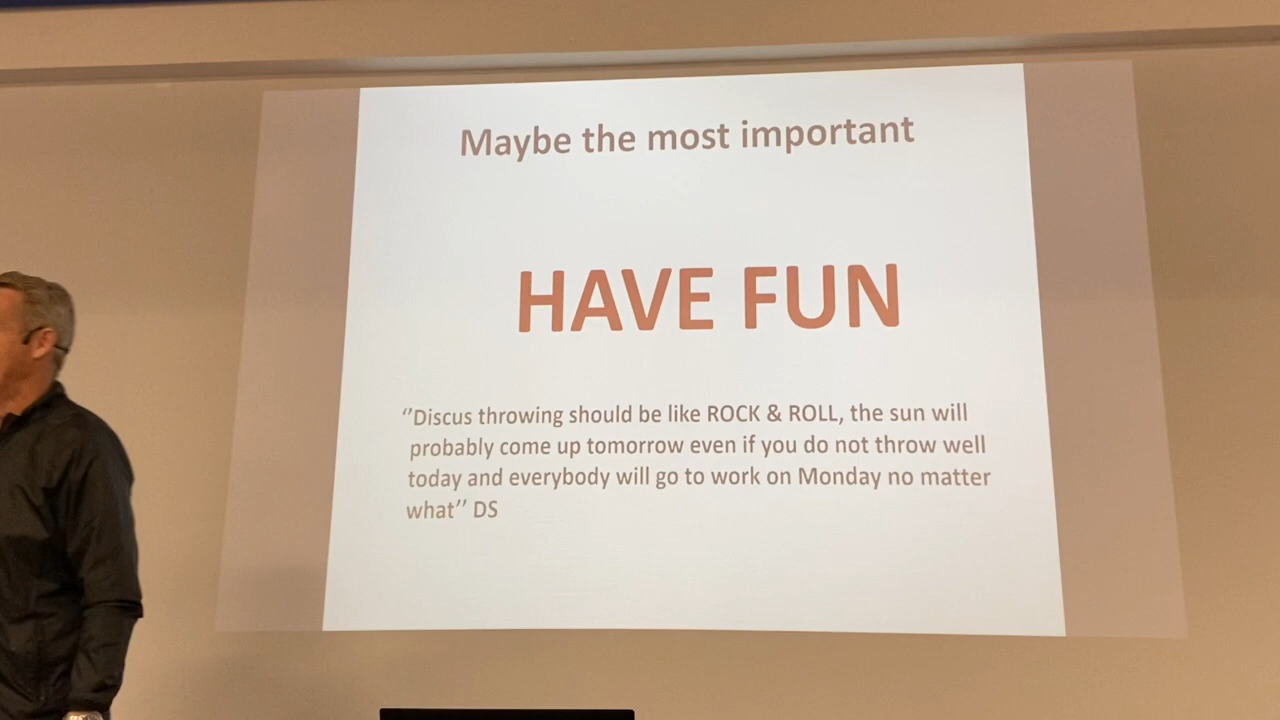 Maybe the most important
HAVE FUN
‘’Discus throwing should be like ROCK & ROLL, the sun will
probably come up tomorrow even if you do not throw well
today and everybody will go to work on Monday no matter
what’’ DS